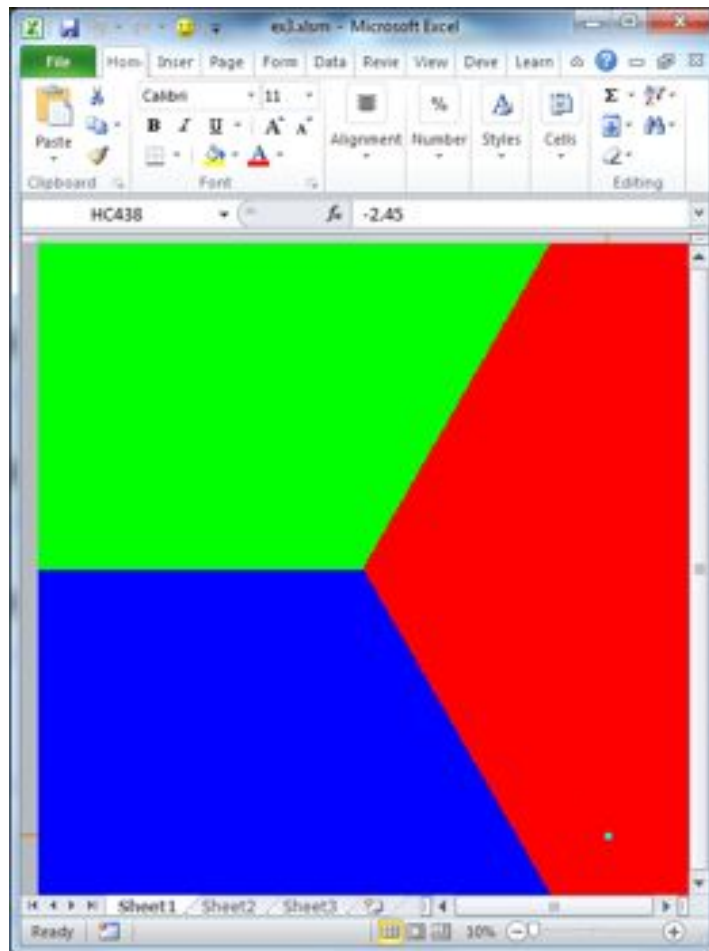 ex3.xlsm - Microsoft Excel
File Hom Inser Page Form Data Revie View Deve Learn
Calibri 11
Paste B I U A A Alignment Number Styles Cells
Clipboard Font Editing
HC438 fx -2.45
Sheet1 Sheet2 Sheet3
Ready 10%